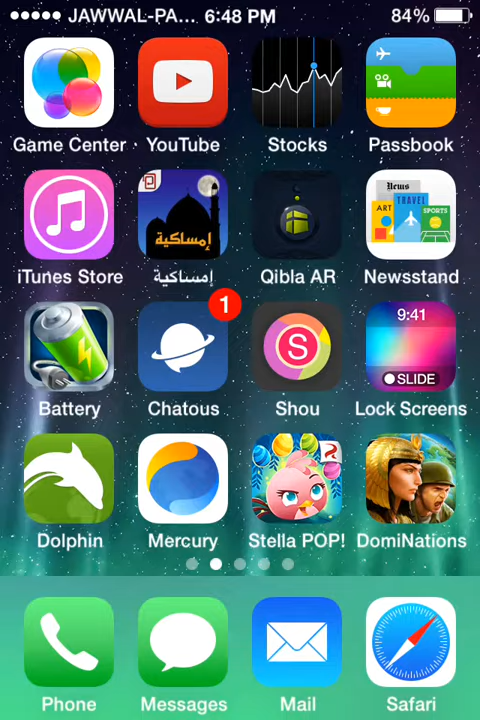 JAWWAL-PA... 6:48 PM 84%
Game Center YouTube Stocks Passbook
إمساكية
News
ART TRAVEL SPORTS
iTunes Store إمساكية Qibla AR Newsstand
1
9:41
S
SLIDE
Battery Chatous Shou Lock Screens
Dolphin Mercury Stella POP! DomiNations
Phone Messages Mail Safari